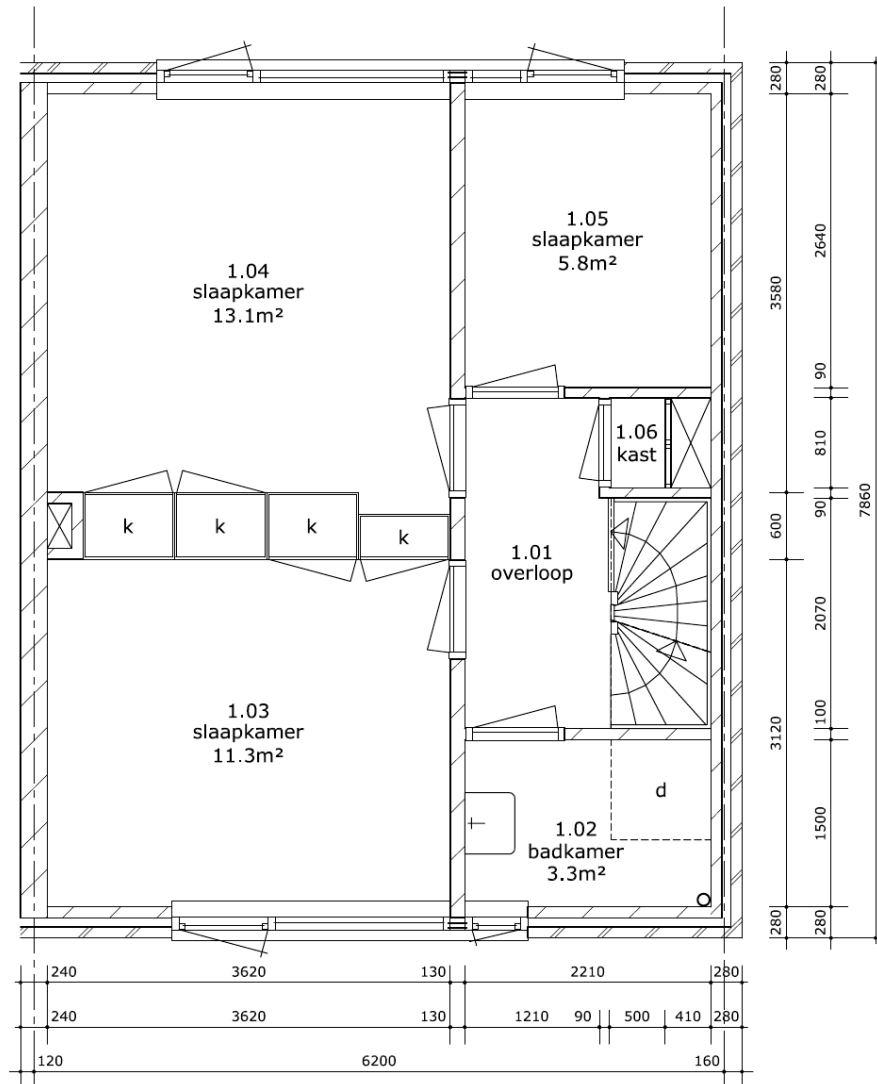 280
280
1.05
slaapkamer
5.8m²
2640
1.04
slaapkamer
13.1m²
3580
90
1.06
kast
810
k
k
k
k
600
90
7860
1.01
overloop
2070
1.03
slaapkamer
11.3m²
3120
100
d
1.02
badkamer
3.3m²
1500
280
280
240
3620
130
2210
280
240
3620
130
1210
90
500
410
280
120
6200
160